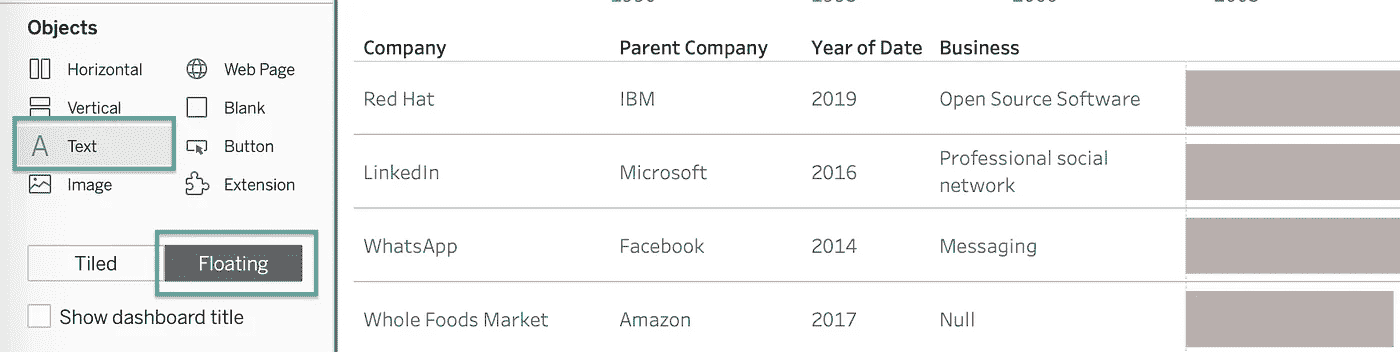 Objects
Horizontal Web Page
Vertical Blank
A Text Button
Image Extension
Tiled Floating
Show dashboard title
Company Parent Company Year of Date Business
Red Hat IBM 2019 Open Source Software
LinkedIn Microsoft 2016 Professional social
network
WhatsApp Facebook 2014 Messaging
Whole Foods Market Amazon 2017 Null